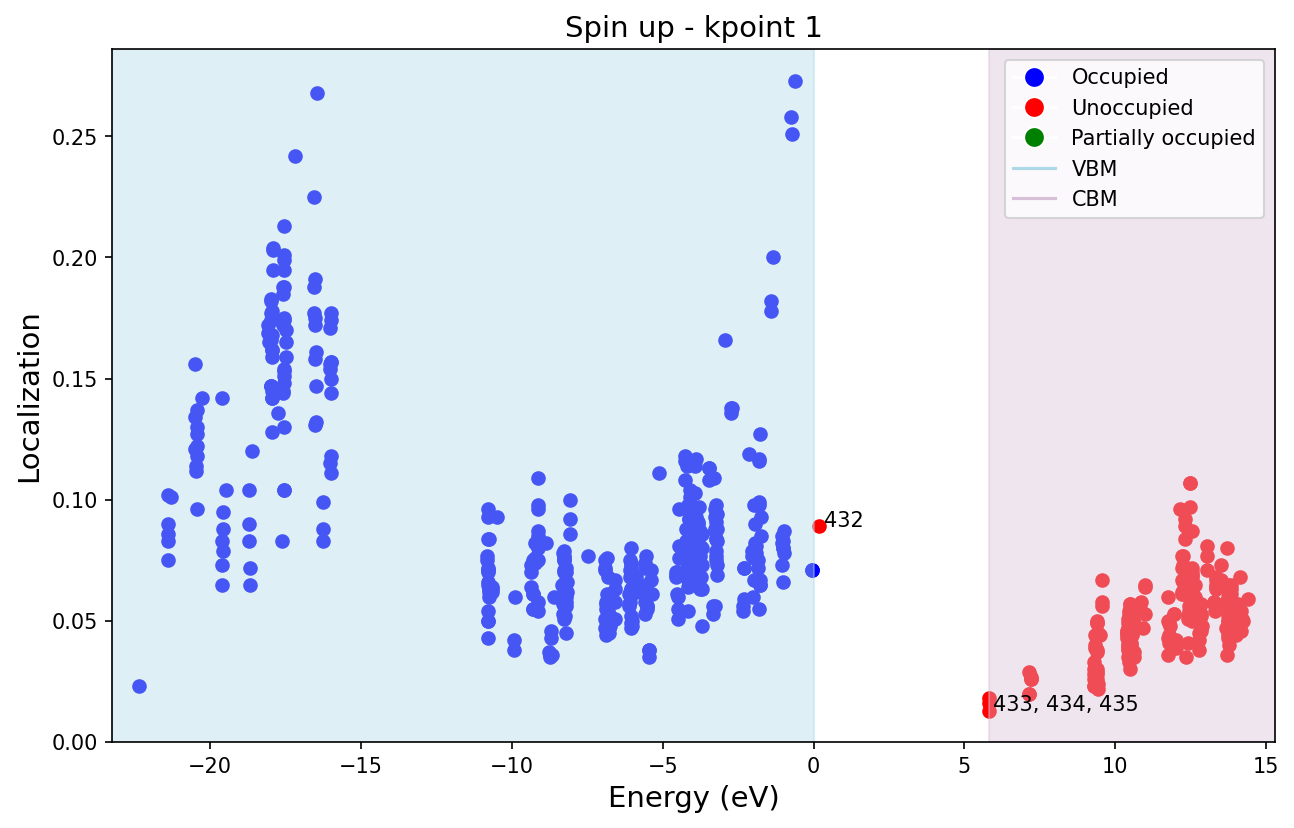 Spin up - kpoint 1
Localization
0.25
0.20
0.15
0.10
0.05
0.00
Occupied
Unoccupied
Partially occupied
VBM
CBM
432
433, 434, 435
−20
−15
−10
−5
0
5
10
15
Energy (eV)